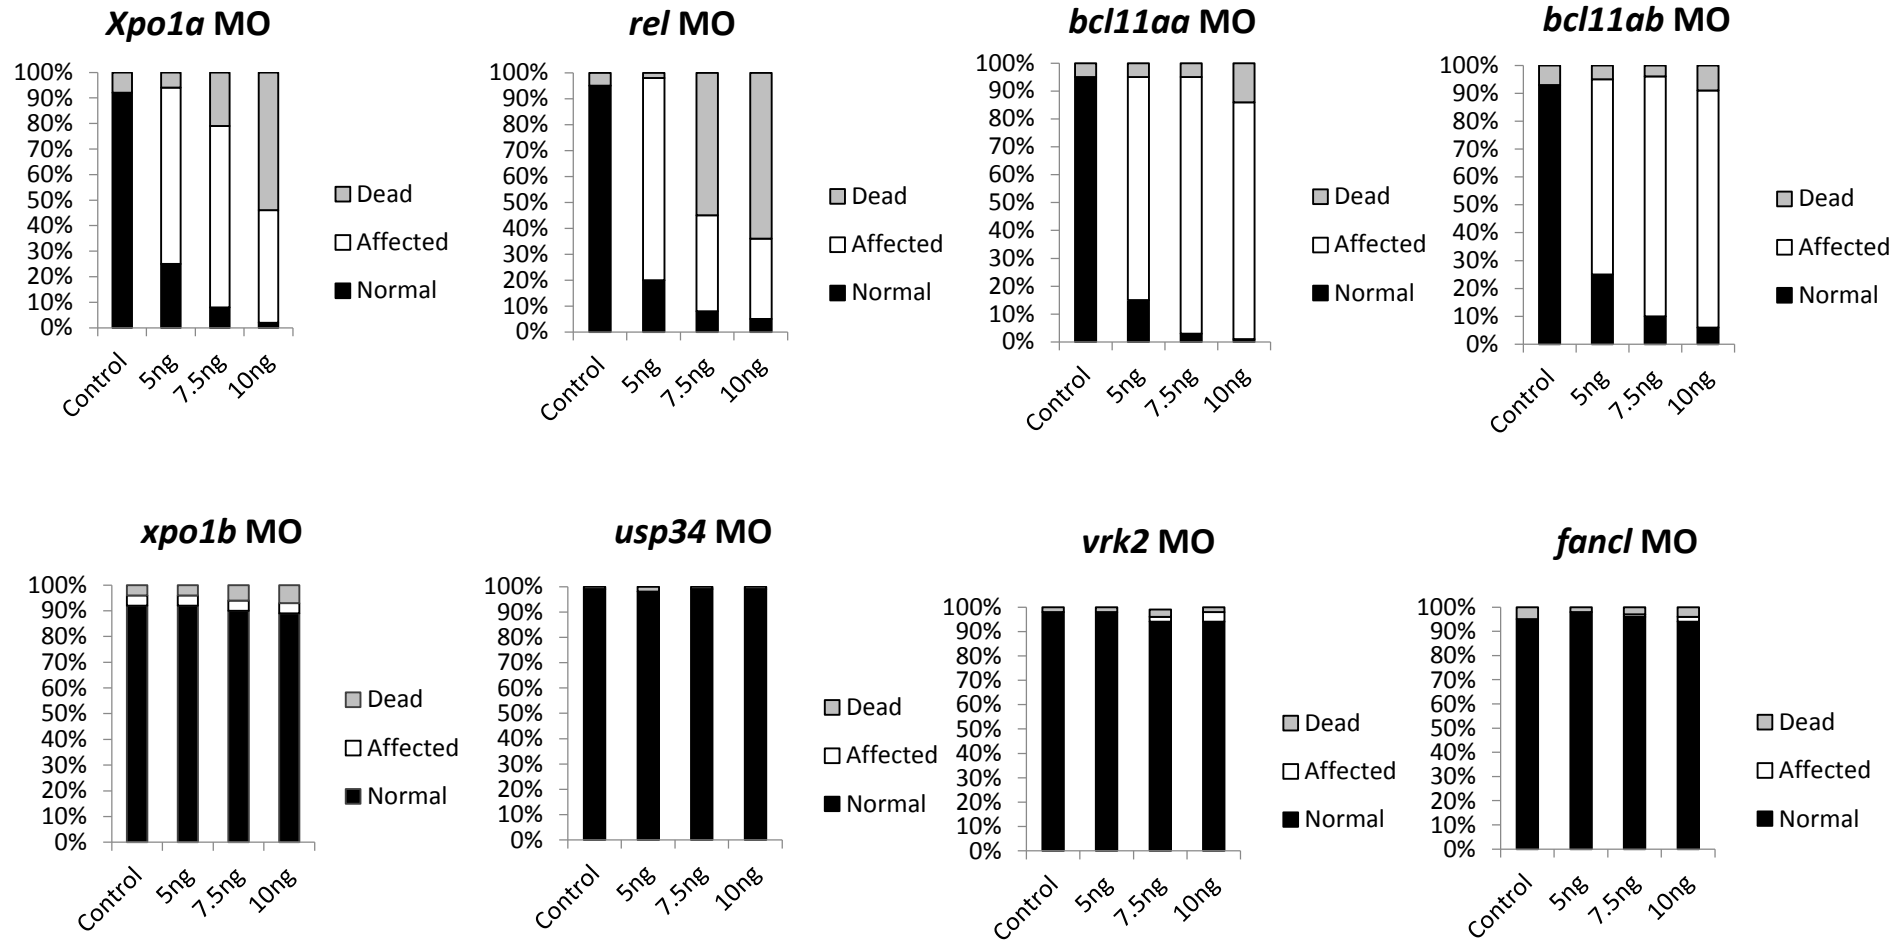 Xpo1a MO
100%
90%
80%
70%
60%
50%
40%
30%
20%
10%
0%
Control
5ng
7.5ng
10ng
Dead
Affected
Normal
rel MO
100%
90%
80%
70%
60%
50%
40%
30%
20%
10%
0%
Control
5ng
7.5ng
10ng
Dead
Affected
Normal
bcl11aa MO
100%
90%
80%
70%
60%
50%
40%
30%
20%
10%
0%
Control
5ng
7.5ng
10ng
Dead
Affected
Normal
bcl11ab MO
100%
90%
80%
70%
60%
50%
40%
30%
20%
10%
0%
Control
5ng
7.5ng
10ng
Dead
Affected
Normal
xpo1b MO
100%
90%
80%
70%
60%
50%
40%
30%
20%
10%
0%
Control
5ng
7.5ng
10ng
Dead
Affected
Normal
usp34 MO
100%
90%
80%
70%
60%
50%
40%
30%
20%
10%
0%
Control
5ng
7.5ng
10ng
Dead
Affected
Normal
vrk2 MO
100%
90%
80%
70%
60%
50%
40%
30%
20%
10%
0%
Control
5ng
7.5ng
10ng
Dead
Affected
Normal
fancl MO
100%
90%
80%
70%
60%
50%
40%
30%
20%
10%
0%
Control
5ng
7.5ng
10ng
Dead
Affected
Normal